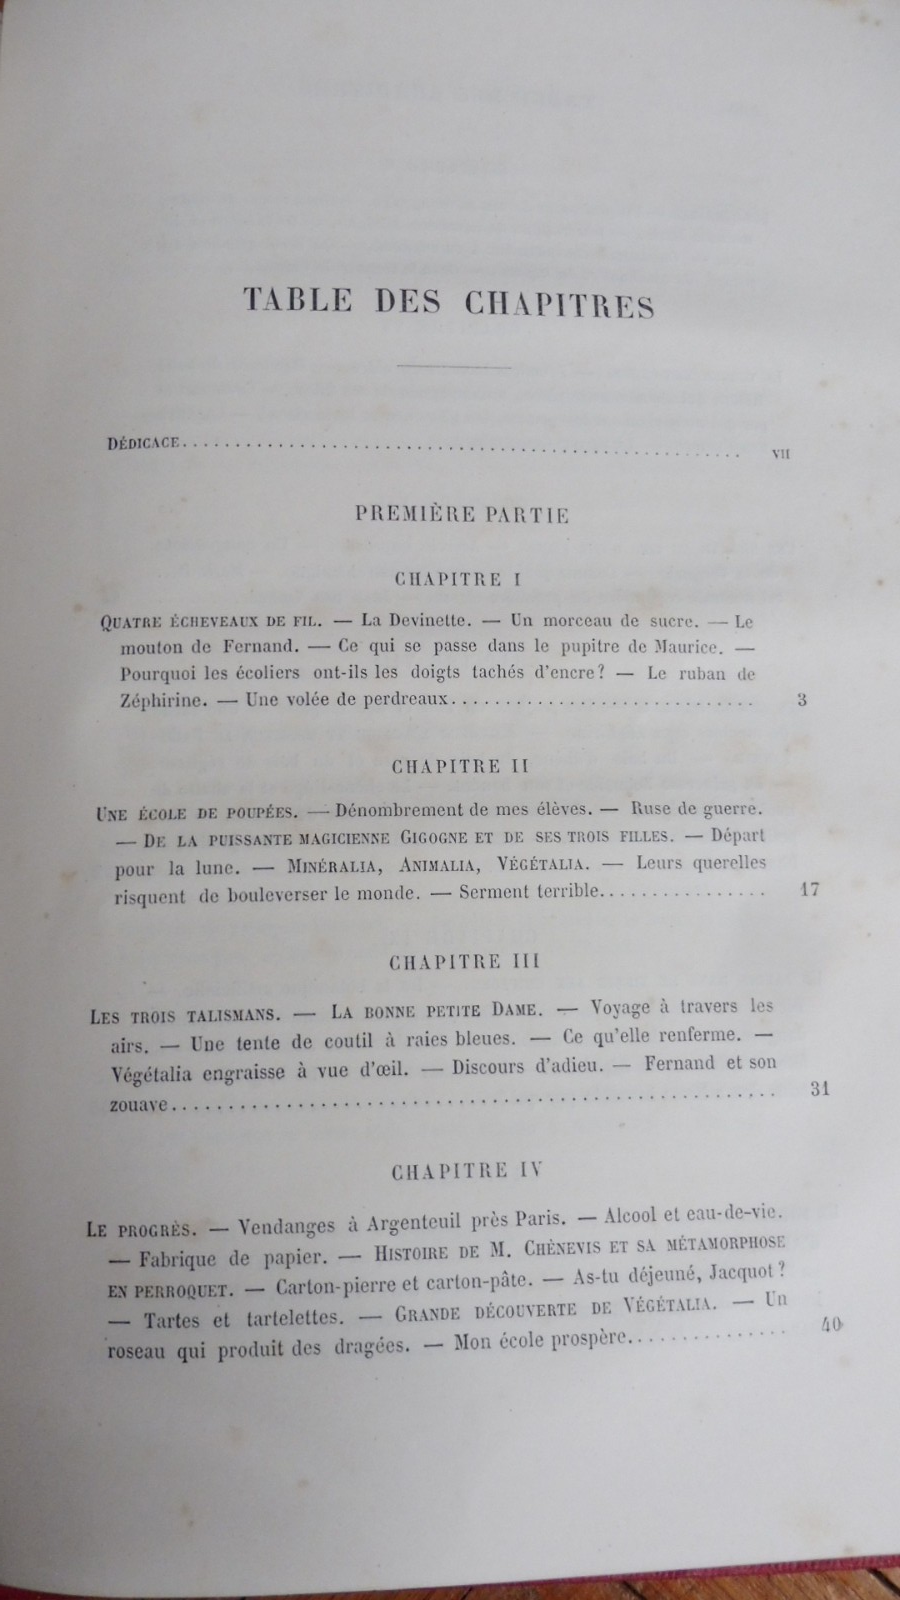 TABLE DES CHAPITRES
DÉDICACE........................................ VII
PREMIÈRE PARTIE
CHAPITRE I
QUATRE ÉCHEVEAUX DE FIL. — La Devinette. — Un morceau de sucre. — Le
mouton de Fernand. — Ce qui se passe dans le pupitre de Maurice. —
Pourquoi les écoliers ont-ils les doigts tachés d'encre? — Le ruban de
Zéphirine. — Une volée de perdreaux............................ 3
CHAPITRE II
UNE ÉCOLE DE POUPÉES. — Dénombrement de mes élèves. — Ruse de guerre.
— DE LA PUISSANTE MAGICIENNE GIGOGNE ET DE SES TROIS FILLES. — Départ
pour la lune. — MINÉRALIA, ANIMALIA, VÉGÉTALIA. — Leurs querelles
risquent de bouleverser le monde. — Serment terrible............... 17
CHAPITRE III
LES TROIS TALISMANS. — LA BONNE PETITE DAME. — Voyage à travers les
airs. — Une tente de coutil à raies bleues. — Ce qu'elle renferme. —
Végétalia engraisse à vue d'œil. — Discours d'adieu. — Fernand et son
zouave...................................................... 31
CHAPITRE IV
LE PROGRÈS. — Vendanges à Argenteuil près Paris. — Alcool et eau-de-vie.
— Fabrique de papier. — HISTOIRE DE M. CHÈNEVIS ET SA MÉTAMORPHOSE
EN PERROQUET. — Carton-pierre et carton-pâte. — As-tu déjeuné, Jacquot?
— Tartes et tartelettes. — GRANDE DÉCOUVERTE DE VÉGÉTALIA. — Un
roseau qui produit des dragées. — Mon école prospère............... 40